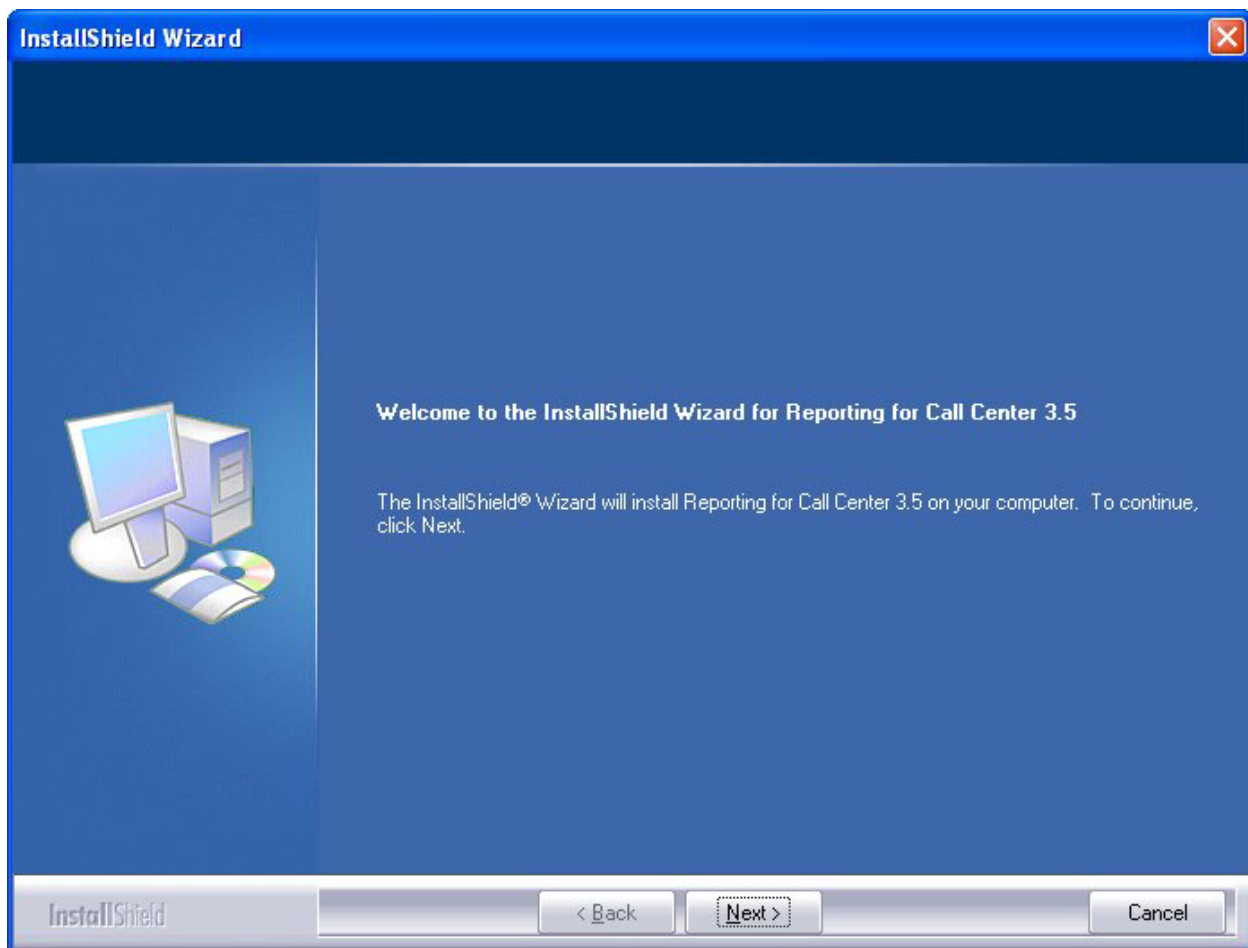 InstallShield Wizard
Welcome to the InstallShield Wizard for Reporting for Call Center 3.5
The InstallShield® Wizard will install Reporting for Call Center 3.5 on your computer. To continue,
click Next.
InstallShield
< Back
Next >
Cancel